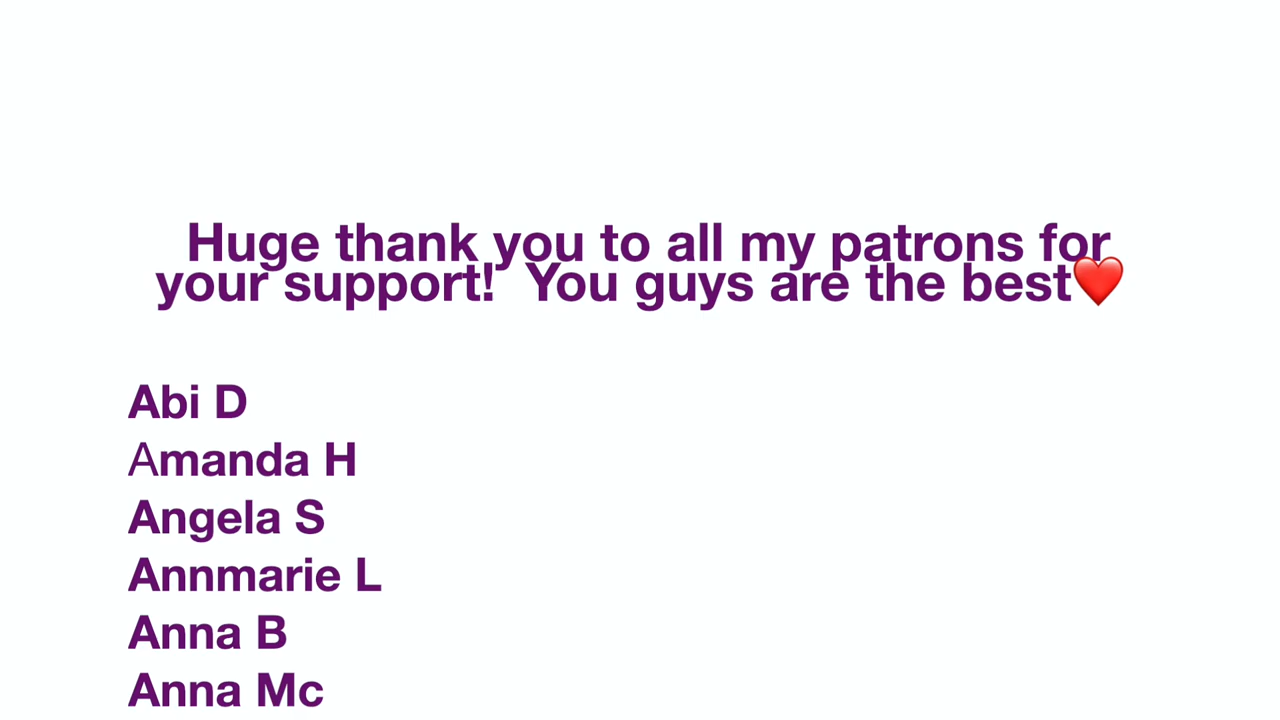 Huge thank you to all my patrons for
your support!  You guys are the best❤️
Abi D
Amanda H
Angela S
Annmarie L
Anna B
Anna Mc